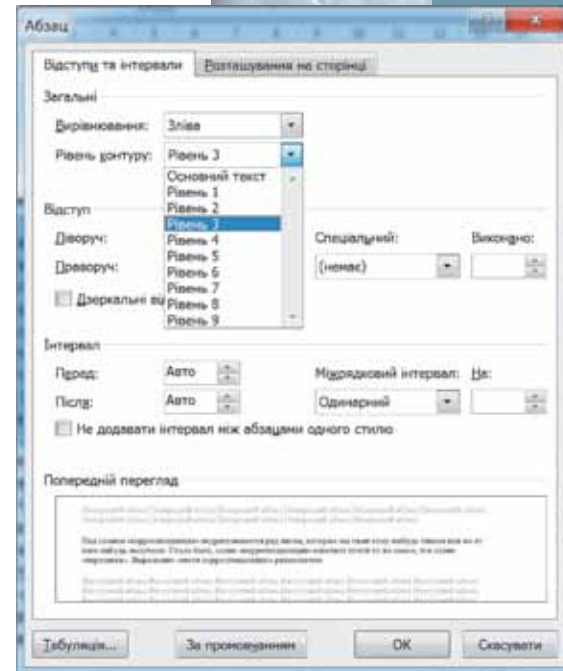 Абзац
Відступи та інтервали Розташування на сторінці
Загальні
Вирівнювання: Зліва
Рівень контуру: Рівень 3
Основний текст
Рівень 1
Рівень 2
Рівень 3
Рівень 4
Рівень 5
Рівень 6
Рівень 7
Рівень 8
Рівень 9
Відступ
Ліворуч: Спеціальний: Виконано:
Праворуч: (немає)
Дзеркальні
Інтервал
Перед: Авто Міжрядковий інтервал: На:
Після: Авто Одинарний
Не додавати інтервал між абзацами одного стилю
Попередній перегляд
Табуляція... За промовчанням ОК Скасувати